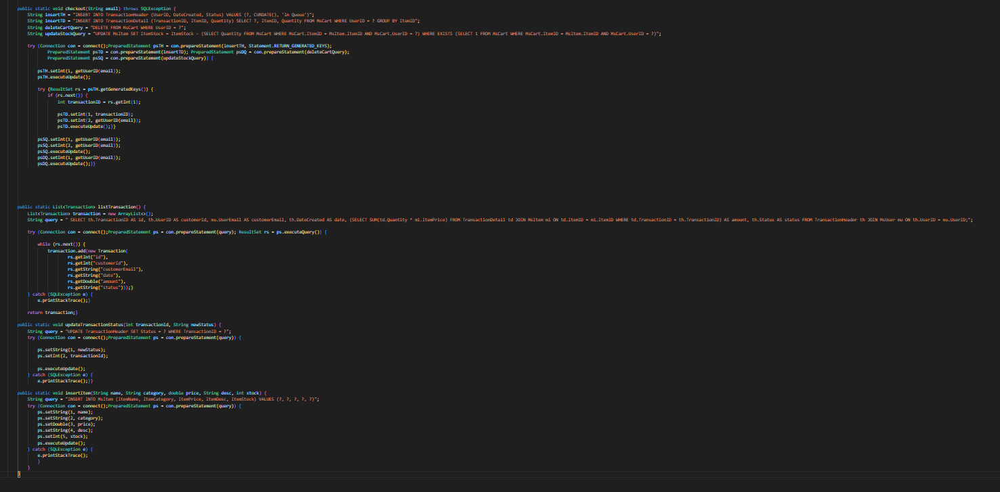 public static void checkout(String email) throws SQLException {
String insertTH = "INSERT INTO TransactionHeader (UserID, DateCreated, Status) VALUES (?, CURDATE(), 'In Queue')";
String insertTD = "INSERT INTO TransactionDetail (TransactionID, ItemID, Quantity) SELECT ?, ItemID, Quantity FROM MsCart WHERE UserID = ? GROUP BY ItemID";
String deleteCartQuery = "DELETE FROM MsCart WHERE UserID = ?";
String updateStockQuery = "UPDATE MsItem SET ItemStock = ItemStock - (SELECT Quantity FROM MsCart WHERE MsCart.ItemID = MsItem.ItemID AND MsCart.UserID = ?) WHERE EXISTS (SELECT 1 FROM MsCart WHERE MsCart.ItemID = MsItem.ItemID AND MsCart.UserID = ?)";
try (Connection con = connect();PreparedStatement psTH = con.prepareStatement(insertTH, Statement.RETURN_GENERATED_KEYS);
PreparedStatement psTD = con.prepareStatement(insertTD); PreparedStatement psDQ = con.prepareStatement(deleteCartQuery);
PreparedStatement psSQ = con.prepareStatement(updateStockQuery)) {
psTH.setInt(1, getUserID(email));
psTH.executeUpdate();
try (ResultSet rs = psTH.getGeneratedKeys()) {
if (rs.next()) {
int transactionID = rs.getInt(1);
psTD.setInt(1, transactionID);
psTD.setInt(2, getUserID(email));
psTD.executeUpdate();}}
psSQ.setInt(1, getUserID(email));
psSQ.setInt(2, getUserID(email));
psSQ.executeUpdate();
psDQ.setInt(1, getUserID(email));
psDQ.executeUpdate();}}
public static List<Transaction> listTransaction() {
List<Transaction> transaction = new ArrayList<>();
String query = " SELECT th.TransactionID AS id, th.UserID AS customerId, mu.UserEmail AS customerEmail, th.DateCreated AS date, (SELECT SUM(td.Quantity * mi.ItemPrice) FROM TransactionDetail td JOIN MsItem mi ON td.ItemID = mi.ItemID WHERE td.TransactionID = th.TransactionID) AS amount, th.Status AS status FROM TransactionHeader th JOIN MsUser mu ON th.UserID = mu.UserID;";
try (Connection con = connect();PreparedStatement ps = con.prepareStatement(query); ResultSet rs = ps.executeQuery()) {
while (rs.next()) {
transaction.add(new Transaction(
rs.getInt("id"),
rs.getInt("customerId"),
rs.getString("customerEmail"),
rs.getString("date"),
rs.getDouble("amount"),
rs.getString("status")));}
} catch (SQLException e) {
e.printStackTrace();}
return transaction;}
public static void updateTransactionStatus(int transactionId, String newStatus) {
String query = "UPDATE TransactionHeader SET Status = ? WHERE TransactionID = ?";
try (Connection con = connect();PreparedStatement ps = con.prepareStatement(query)) {
ps.setString(1, newStatus);
ps.setInt(2, transactionId);
ps.executeUpdate();
} catch (SQLException e) {
e.printStackTrace();}}
public static void insertItem(String name, String category, double price, String desc, int stock) {
String query = "INSERT INTO MsItem (ItemName, ItemCategory, ItemPrice, ItemDesc, ItemStock) VALUES (?, ?, ?, ?, ?)";
try (Connection con = connect();PreparedStatement ps = con.prepareStatement(query)) {
ps.setString(1, name);
ps.setString(2, category);
ps.setDouble(3, price);
ps.setString(4, desc);
ps.setInt(5, stock);
ps.executeUpdate();
} catch (SQLException e) {
e.printStackTrace();
}
}
}